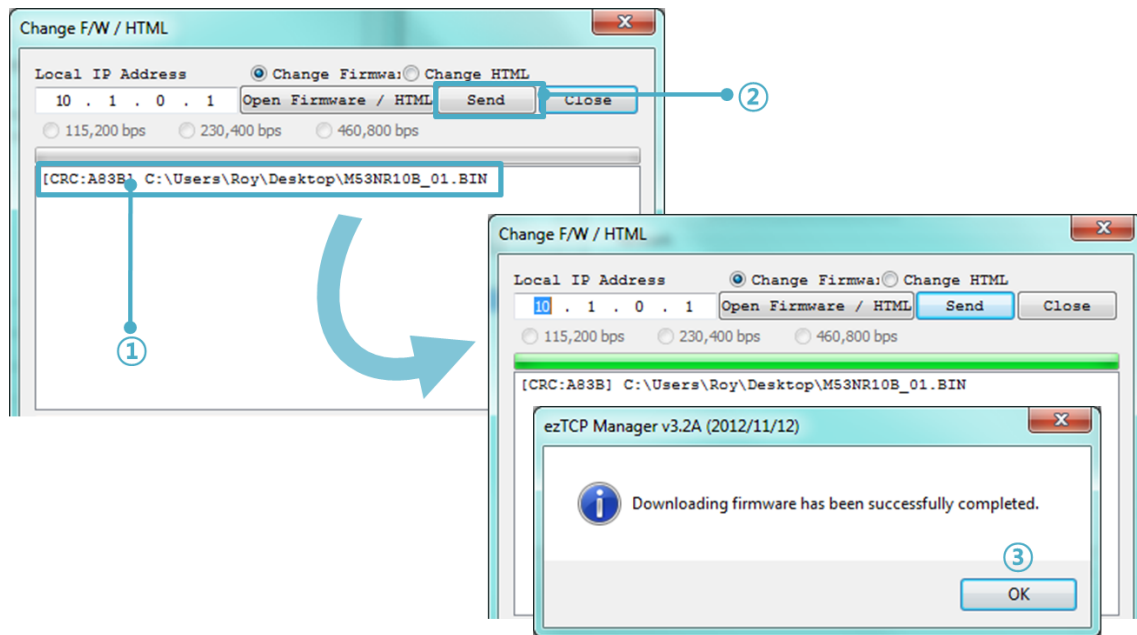 Change F/W / HTML
Local IP Address Change Firmwa: Change HTML
10 . 1 . 0 . 1 Open Firmware / HTML Send Close
②
115,200 bps 230,400 bps 460,800 bps
[CRC:A83B] C:\Users\Roy\Desktop\M53NR10B_01.BIN
①
Change F/W / HTML
Local IP Address Change Firmwa: Change HTML
10 . 1 . 0 . 1 Open Firmware / HTML Send Close
115,200 bps 230,400 bps 460,800 bps
[CRC:A83B] C:\Users\Roy\Desktop\M53NR10B_01.BIN
ezTCP Manager v3.2A (2012/11/12)
Downloading firmware has been successfully completed.
③
OK